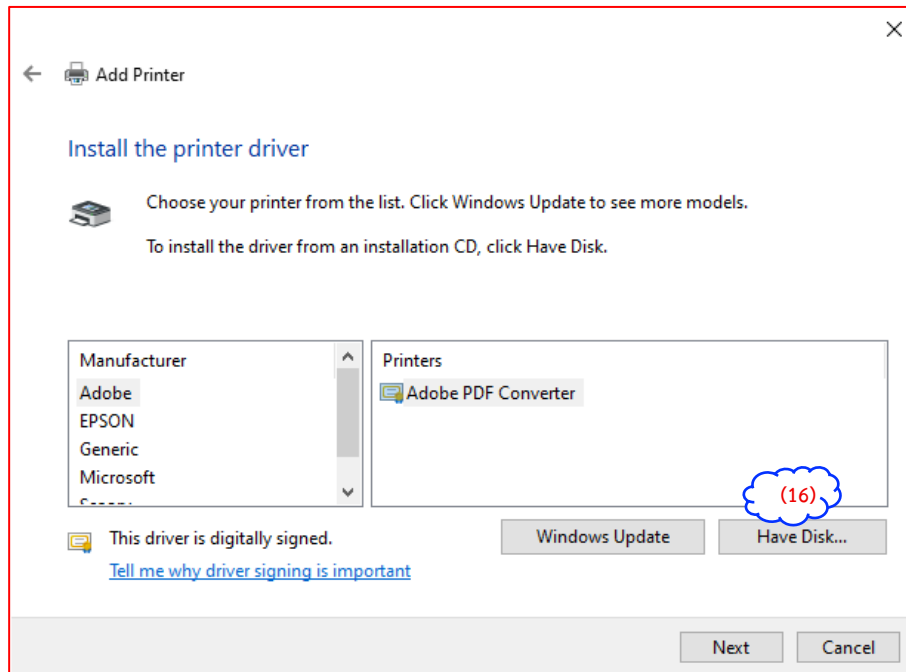 Add Printer
Install the printer driver
Choose your printer from the list. Click Windows Update to see more models.
To install the driver from an installation CD, click Have Disk.
Manufacturer
Adobe
EPSON
Generic
Microsoft
Printers
Adobe PDF Converter
(16)
This driver is digitally signed.
Tell me why driver signing is important
Windows Update
Have Disk...
Next
Cancel